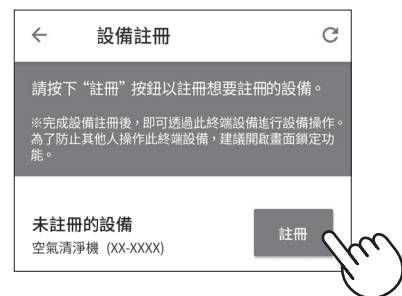 設備註冊
請按下“註冊”按鈕以註冊想要註冊的設備。
※完成設備註冊後，即可透過此終端設備進行設備操作。
為了防止其他人操作此終端設備，建議開啟畫面鎖定功
能。
未註冊的設備
空氣清淨機 (XX-XXXX)
註冊